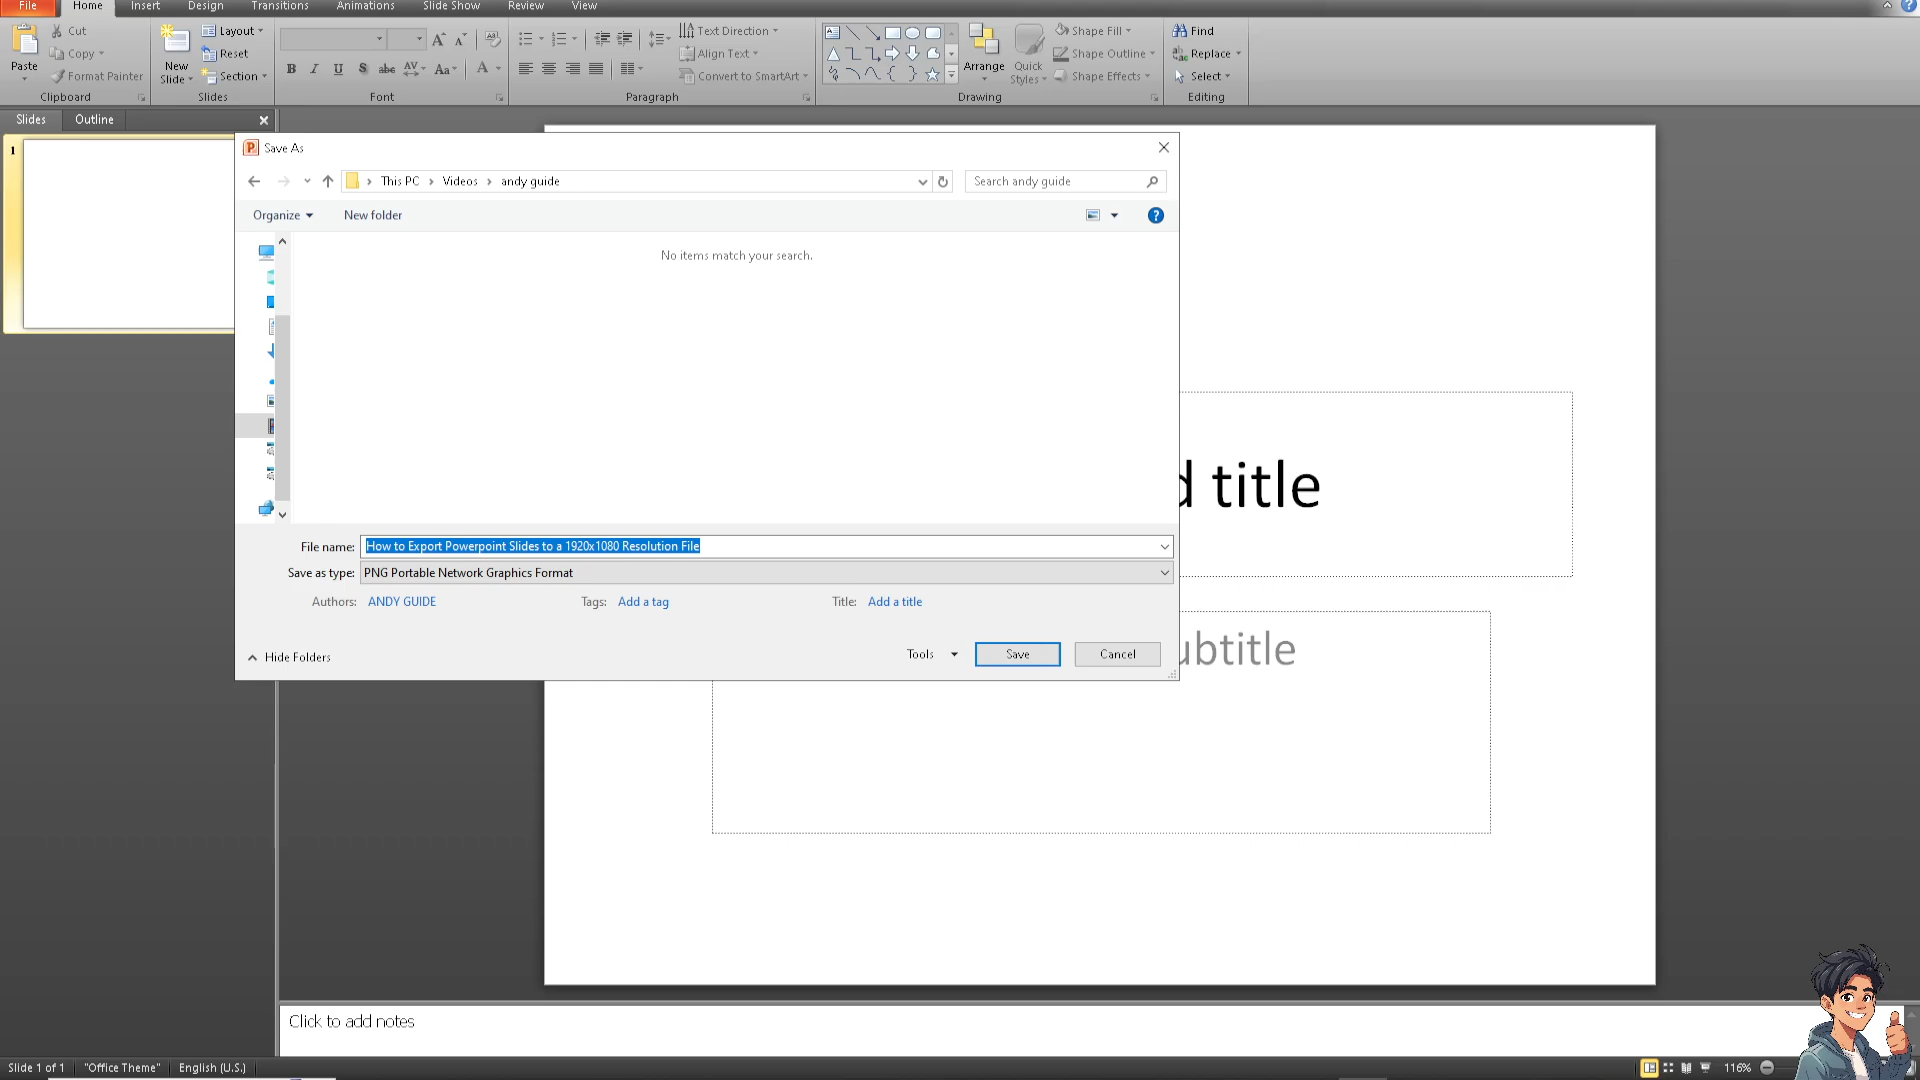 File Home Insert Design Transitions Animations Slide Show Review View
Paste
Cut
Copy
Format Painter
Clipboard
New Slide
Layout
Reset
Section
Slides
B I U S abc AV Aa A
Font
Text Direction
Align Text
Convert to SmartArt
Paragraph
Arrange
Quick Styles
Shape Fill
Shape Outline
Shape Effects
Drawing
Find
Replace
Select
Editing
Slides Outline
1
Save As
This PC Videos andy guide
Search andy guide
Organize New folder
No items match your search.
File name: How to Export Powerpoint Slides to a 1920x1080 Resolution File
Save as type: PNG Portable Network Graphics Format
Authors: ANDY GUIDE Tags: Add a tag Title: Add a title
Hide Folders Tools Save Cancel
d title
ubtitle
Click to add notes
Slide 1 of 1 "Office Theme" English (U.S.) 116%